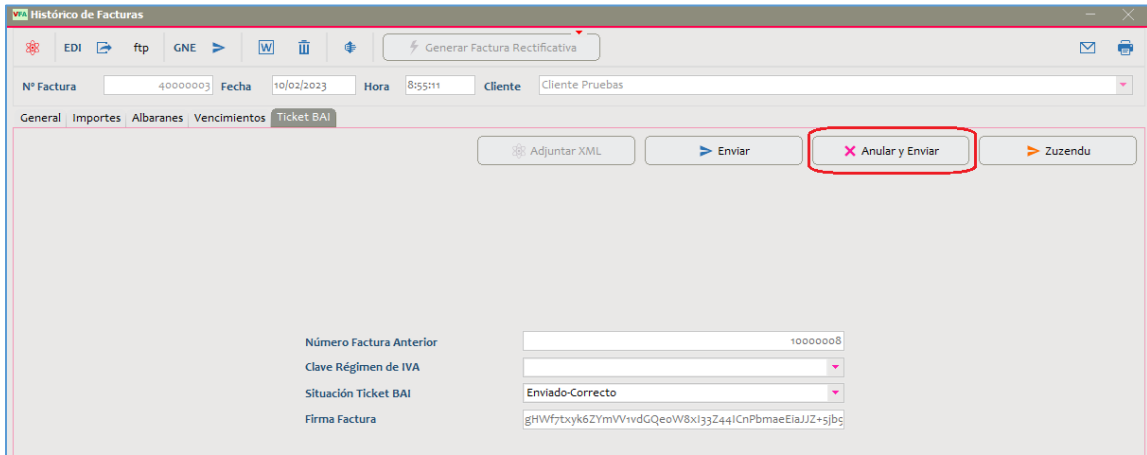 VFA Histórico de Facturas
EDI ftp GNE W Generar Factura Rectificativa
Nº Factura 40000003 Fecha 10/02/2023 Hora 8:55:11 Cliente Cliente Pruebas
General Importes Albaranes Vencimientos Ticket BAI
Adjuntar XML Enviar Anular y Enviar Zuzendu
Número Factura Anterior 10000008
Clave Régimen de IVA
Situación Ticket BAI Enviado-Correcto
Firma Factura